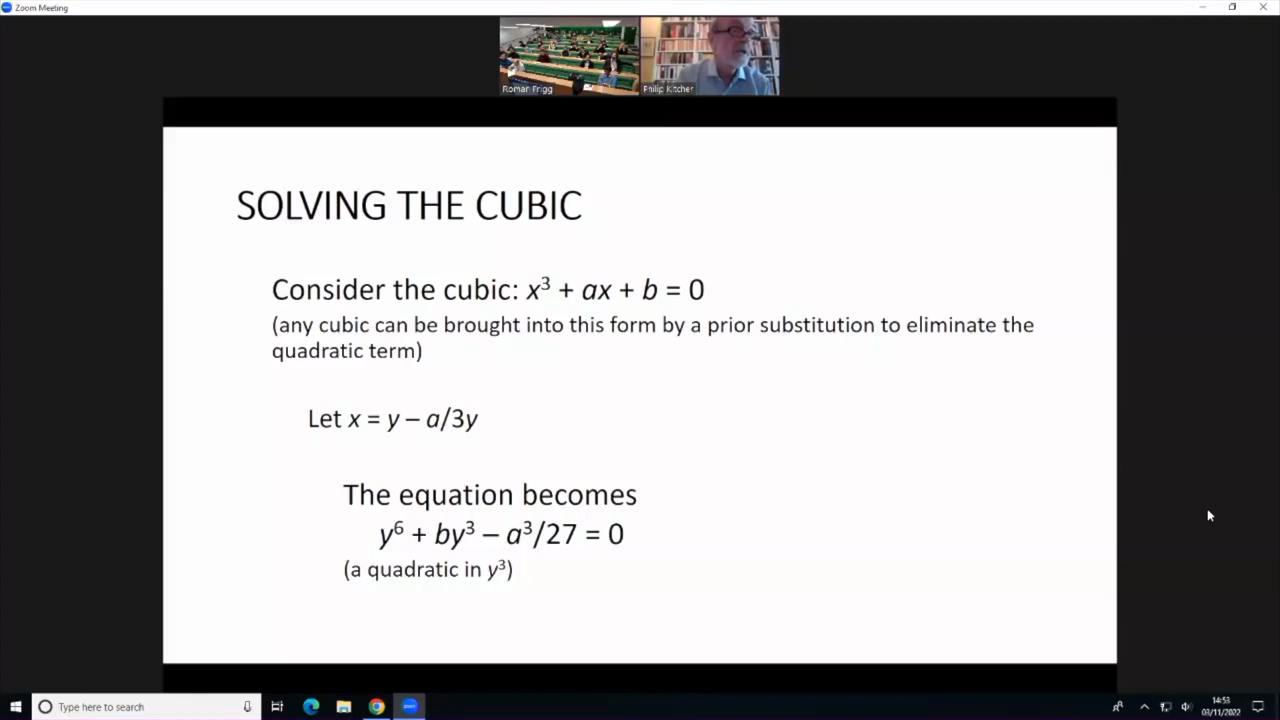 Zoom Meeting
Roman Frigg
Philip Kitcher
SOLVING THE CUBIC
Consider the cubic: x³ + ax + b = 0
(any cubic can be brought into this form by a prior substitution to eliminate the
quadratic term)
Let x = y – a/3y
The equation becomes
y⁶ + by³ – a³/27 = 0
(a quadratic in y³)
Type here to search
14:53
03/11/2022